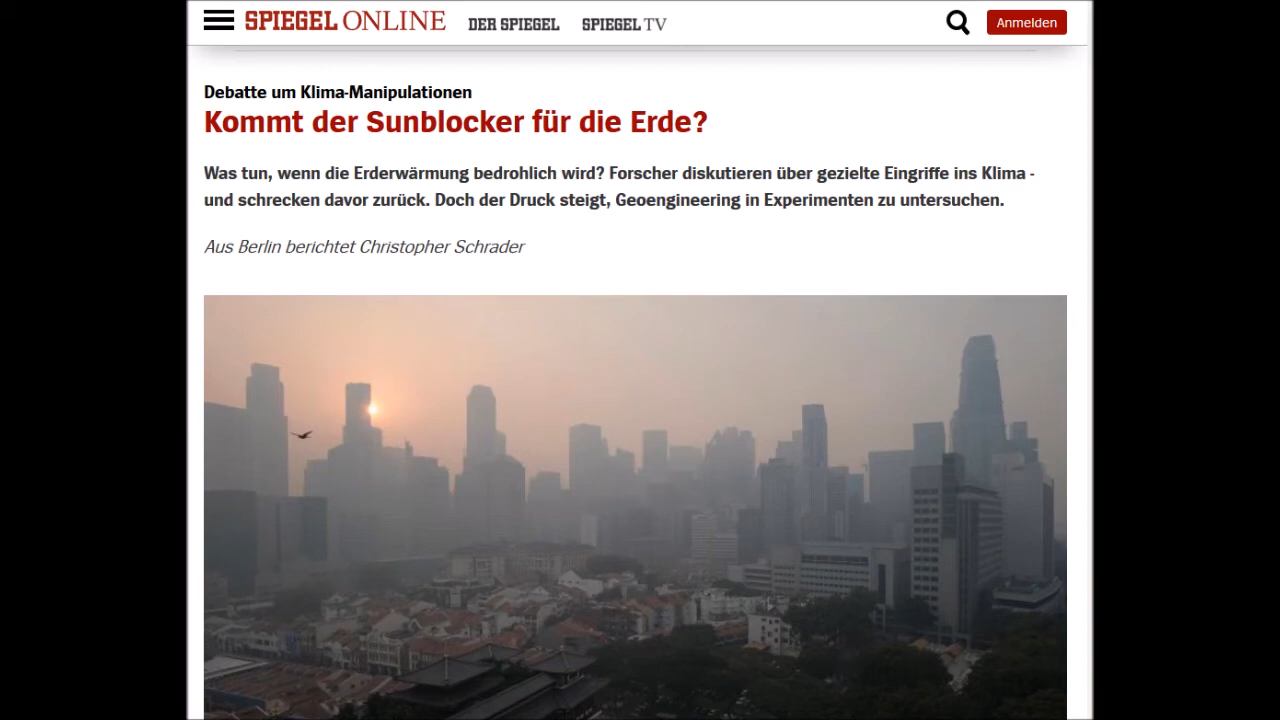 SPIEGEL ONLINE DER SPIEGEL SPIEGEL TV Anmelden
Debatte um Klima-Manipulationen
Kommt der Sunblocker für die Erde?
Was tun, wenn die Erderwärmung bedrohlich wird? Forscher diskutieren über gezielte Eingriffe ins Klima -
und schrecken davor zurück. Doch der Druck steigt, Geoengineering in Experimenten zu untersuchen.
Aus Berlin berichtet Christopher Schrader